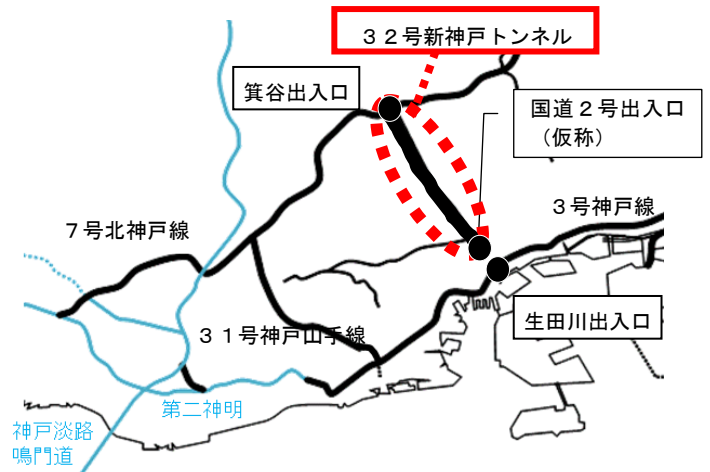 ３２号新神戸トンネル
箕谷出入口
国道２号出入口
（仮称）
３号神戸線
７号北神戸線
３１号神戸山手線
生田川出入口
第二神明
神戸淡路
鳴門道